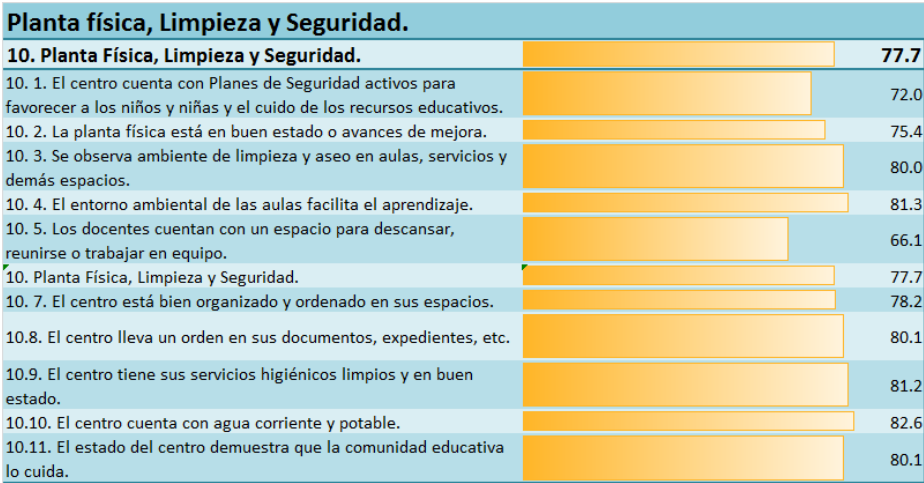 Planta física, Limpieza y Seguridad.
10. Planta Física, Limpieza y Seguridad. 77.7
10. 1. El centro cuenta con Planes de Seguridad activos para
favorecer a los niños y niñas y el cuido de los recursos educativos. 72.0
10. 2. La planta física está en buen estado o avances de mejora. 75.4
10. 3. Se observa ambiente de limpieza y aseo en aulas, servicios y
demás espacios. 80.0
10. 4. El entorno ambiental de las aulas facilita el aprendizaje. 81.3
10. 5. Los docentes cuentan con un espacio para descansar,
reunirse o trabajar en equipo. 66.1
10. Planta Física, Limpieza y Seguridad. 77.7
10. 7. El centro está bien organizado y ordenado en sus espacios. 78.2
10.8. El centro lleva un orden en sus documentos, expedientes, etc. 80.1
10.9. El centro tiene sus servicios higiénicos limpios y en buen
estado. 81.2
10.10. El centro cuenta con agua corriente y potable. 82.6
10.11. El estado del centro demuestra que la comunidad educativa
lo cuida. 80.1